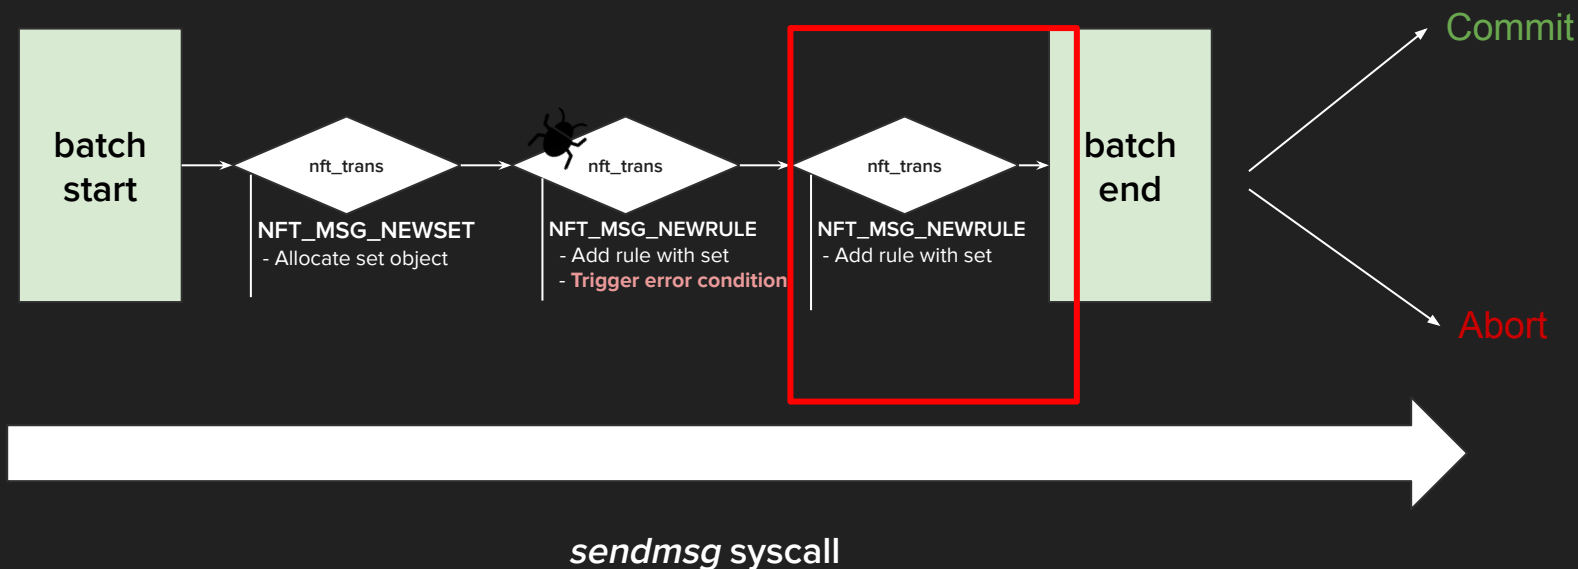 batch
start
nft_trans
NFT_MSG_NEWSET
- Allocate set object
nft_trans
NFT_MSG_NEWRULE
- Add rule with set
- Trigger error condition
nft_trans
NFT_MSG_NEWRULE
- Add rule with set
batch
end
Commit
Abort
sendmsg syscall